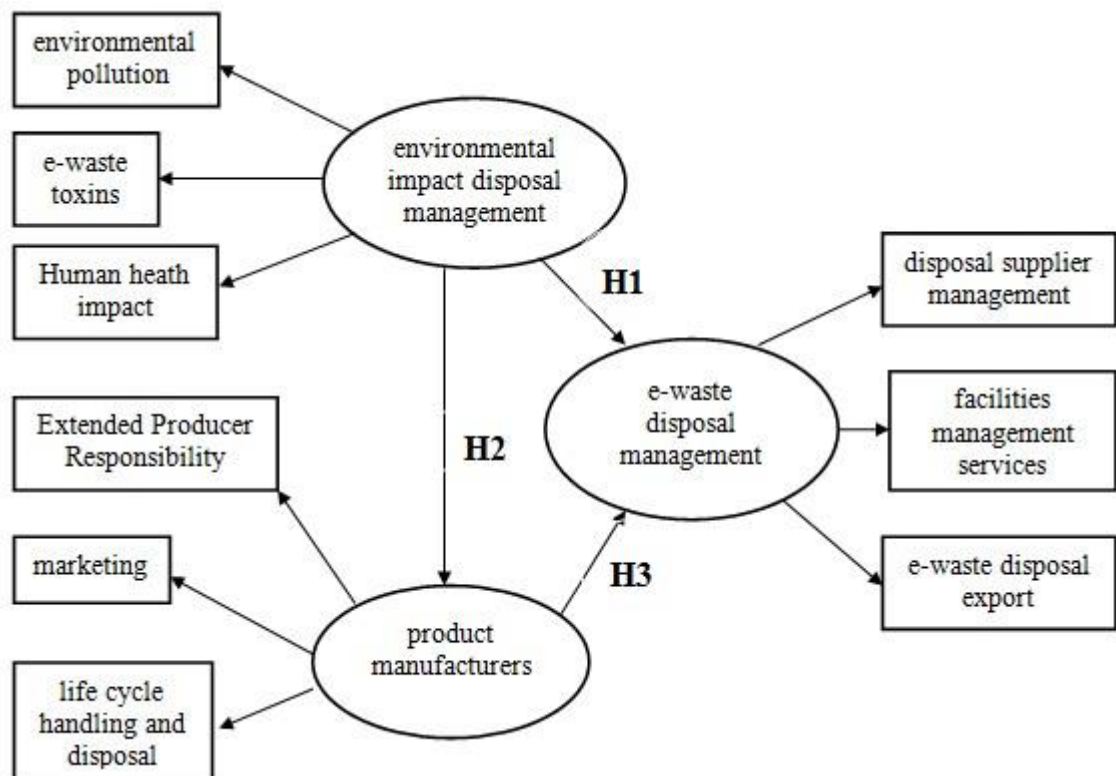 environmental
pollution
e-waste
toxins
Human heath
impact
environmental
impact disposal
management
H1
disposal supplier
management
e-waste
disposal
management
facilities
management
services
e-waste disposal
export
H2
H3
Extended Producer
Responsibility
marketing
life cycle
handling and
disposal
product
manufacturers